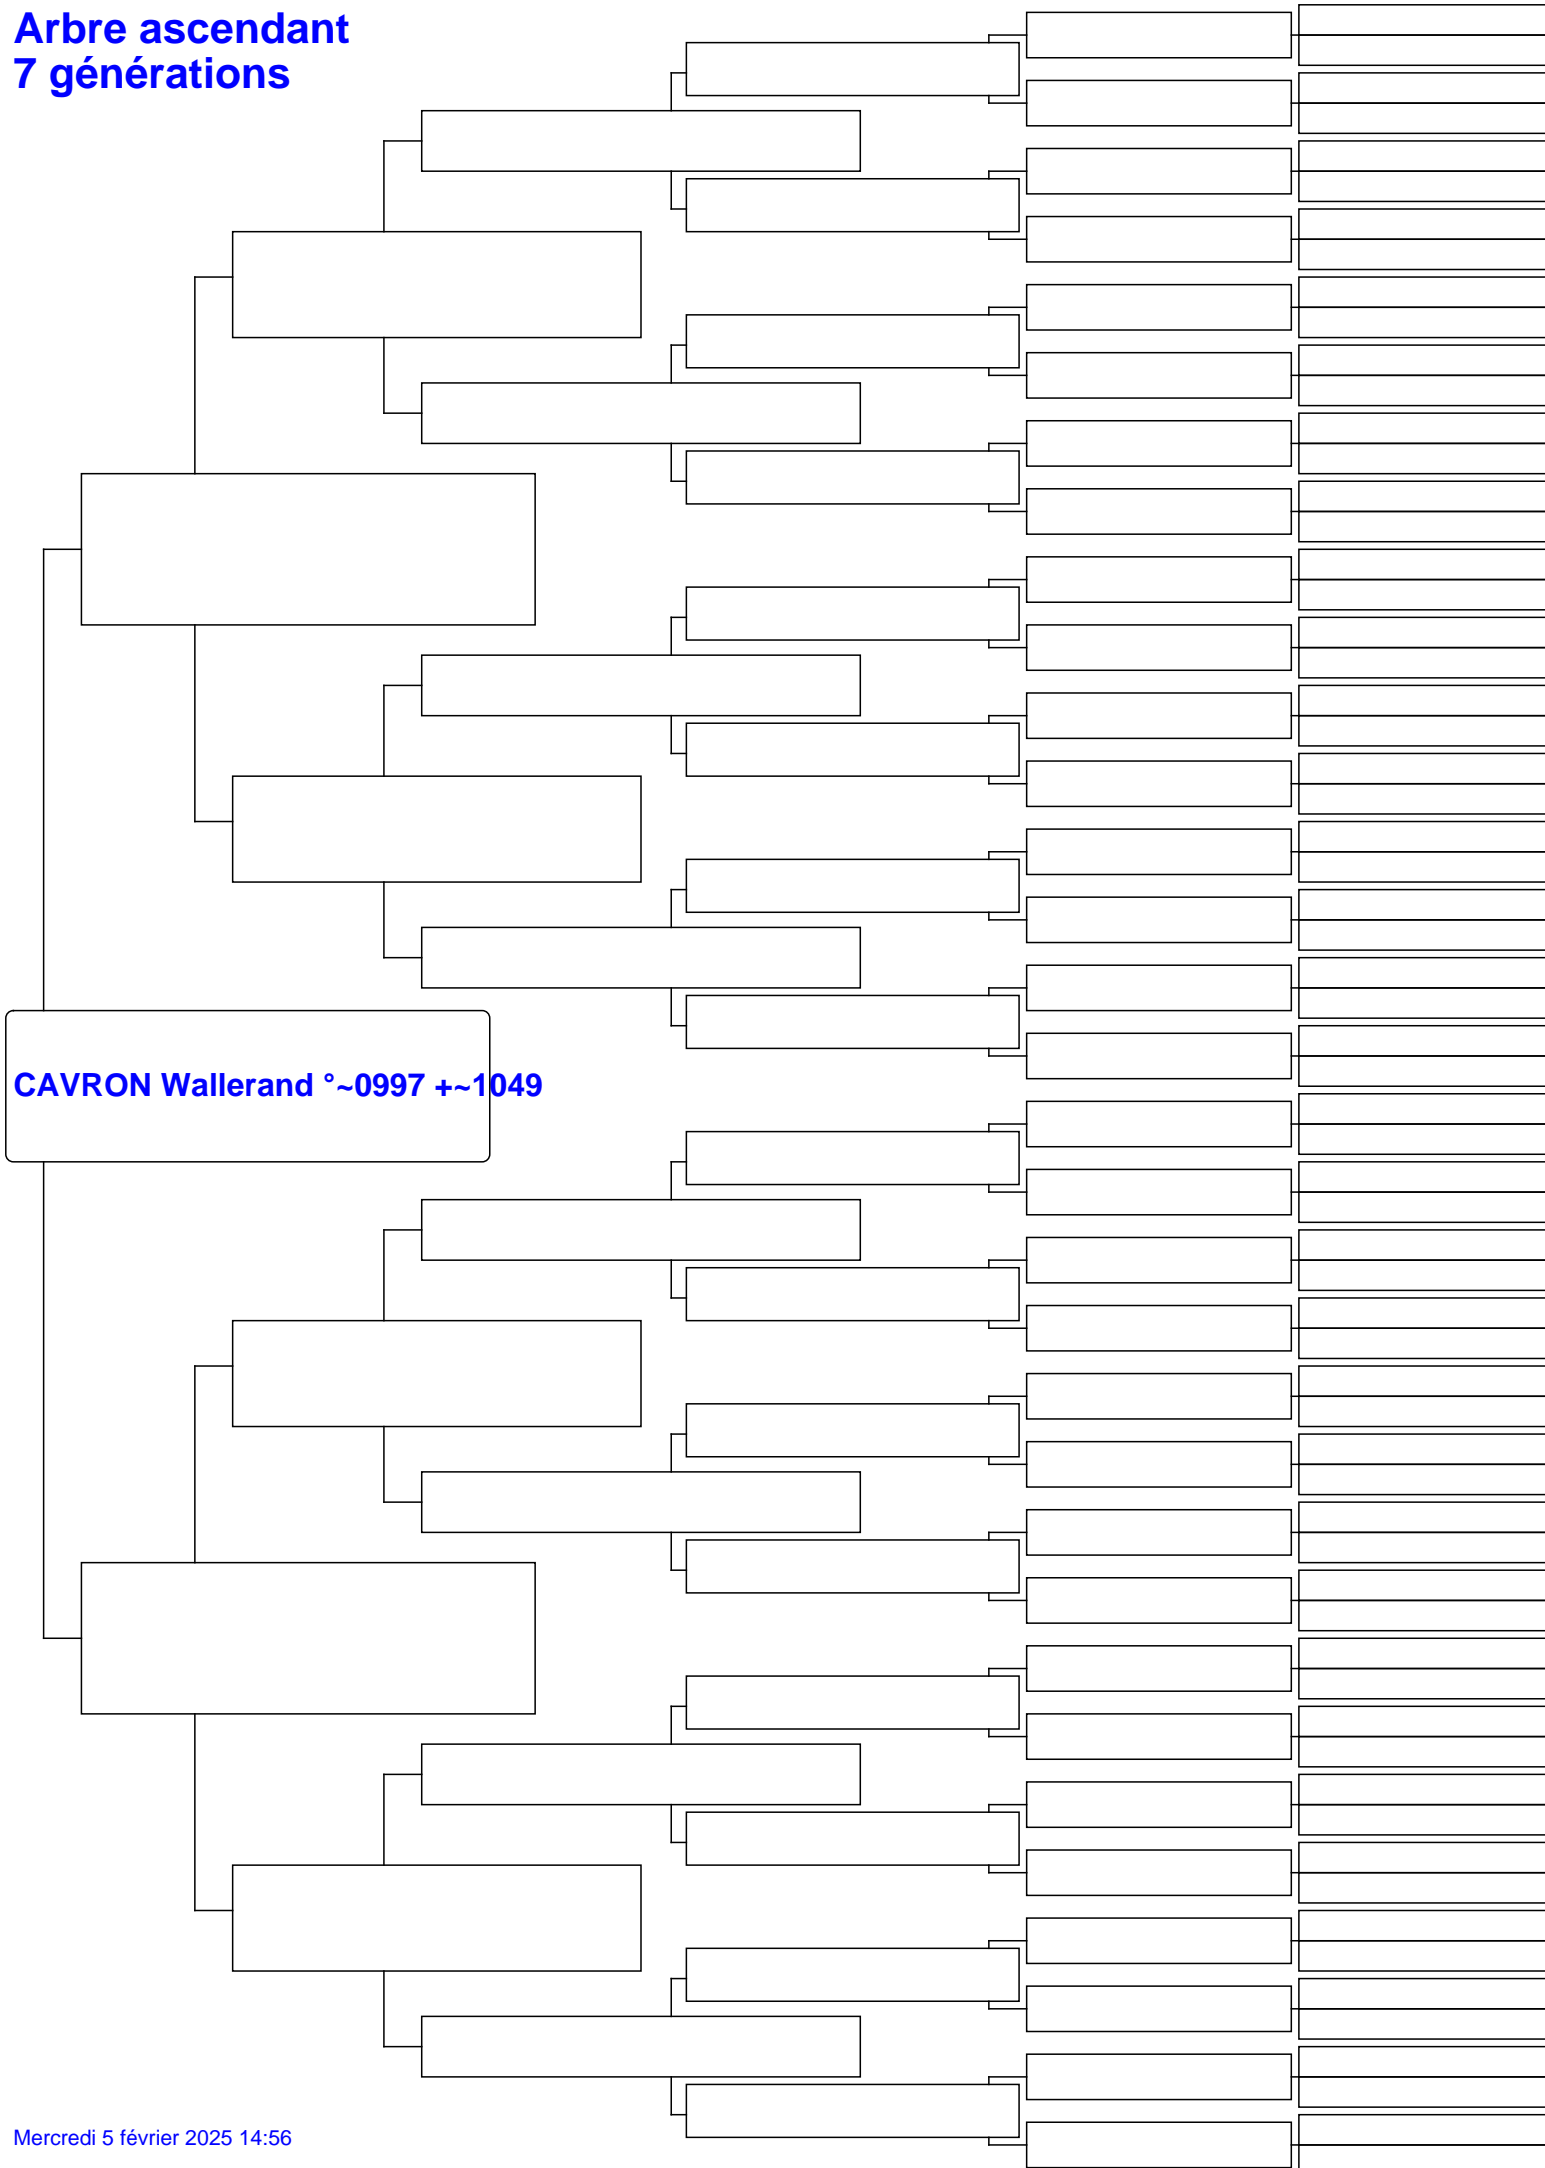 Arbre ascendant
7 générations
CAVRON Wallerand °~0997 +~1049
Mercredi 5 février 2025 14:56